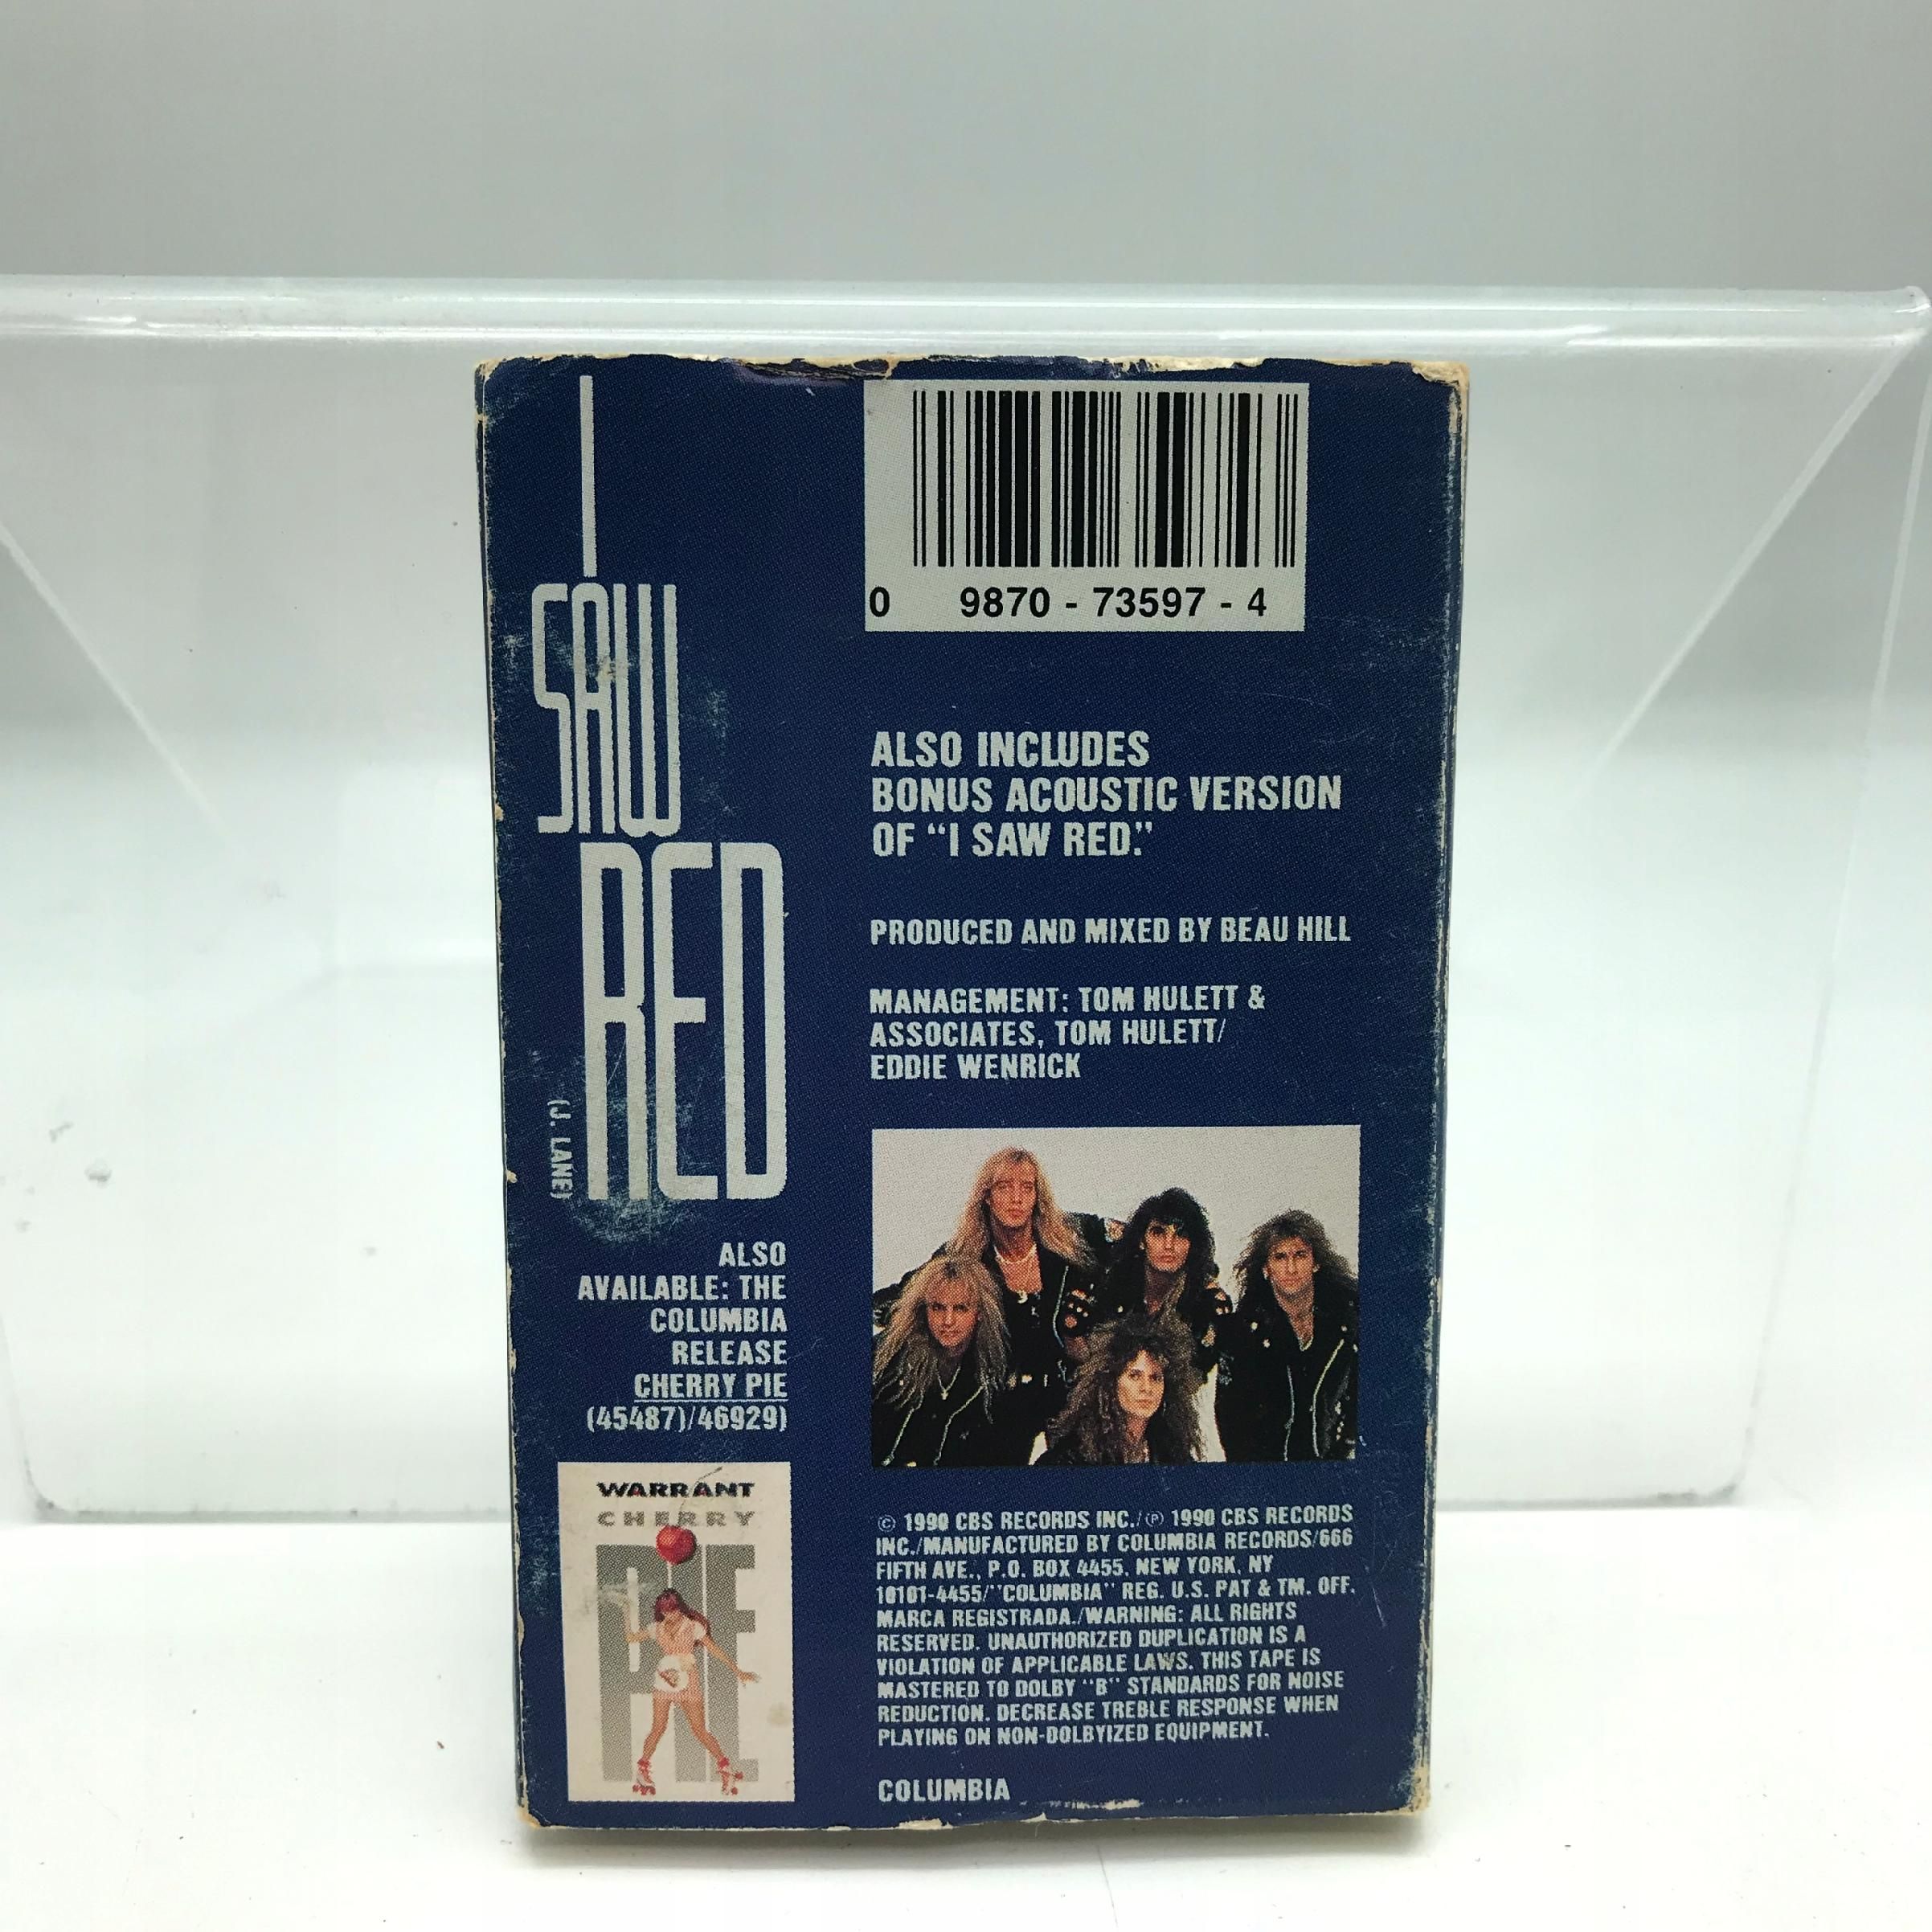 I
SAW
RED
(J. LANE)
ALSO
AVAILABLE: THE
COLUMBIA
RELEASE
CHERRY PIE
(45487)/46929)
WARRANT
CHERRY
PIE
0 9870 - 73597 - 4
ALSO INCLUDES
BONUS ACOUSTIC VERSION
OF "I SAW RED."
PRODUCED AND MIXED BY BEAU HILL
MANAGEMENT: TOM HULETT &
ASSOCIATES, TOM HULETT/
EDDIE WENRICK
© 1990 CBS RECORDS INC./℗ 1990 CBS RECORDS
INC./MANUFACTURED BY COLUMBIA RECORDS/666
FIFTH AVE., P.O. BOX 4455, NEW YORK, NY
10101-4455/"COLUMBIA" REG. U.S. PAT & TM. OFF.
MARCA REGISTRADA./WARNING: ALL RIGHTS
RESERVED. UNAUTHORIZED DUPLICATION IS A
VIOLATION OF APPLICABLE LAWS. THIS TAPE IS
MASTERED TO DOLBY "B" STANDARDS FOR NOISE
REDUCTION. DECREASE TREBLE RESPONSE WHEN
PLAYING ON NON-DOLBYIZED EQUIPMENT.
COLUMBIA